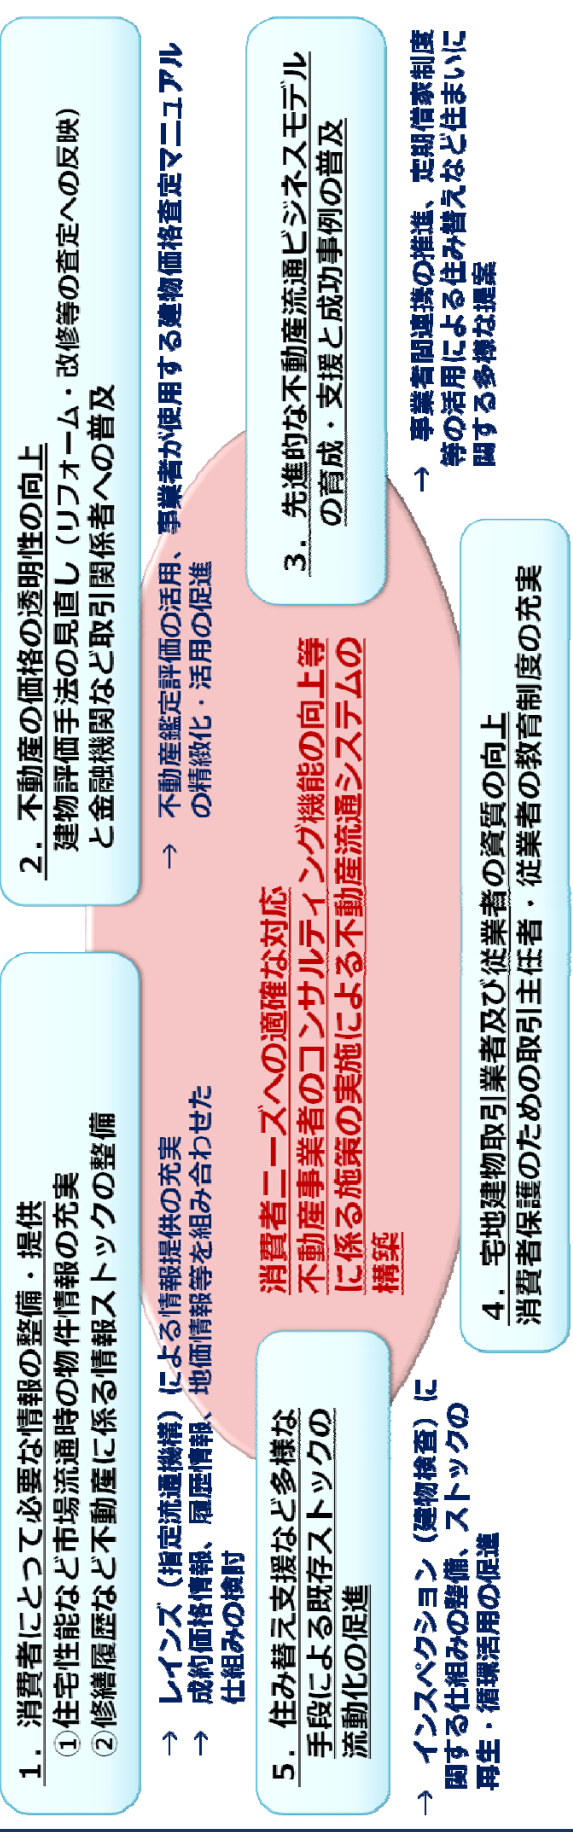 1. 消費者にとって必要な情報の整備・提供
①住宅性能など市場流通時の物件情報の充実
②修繕履歴など不動産に係る情報ストックの整備
→ レインズ（指定流通機構）による情報提供の充実
→ 成約価格情報、履歴情報、地価情報等を組み合わせた
仕組みの検討
2. 不動産の価格の透明性の向上
建物評価手法の見直し（リフォーム・改修等の査定への反映）
と金融機関など取引関係者への普及
→ 不動産鑑定評価の活用、事業者が使用する建物価格査定マニュアル
の精緻化・活用の促進
消費者ニーズへの適確な対応
不動産事業者のコンサルティング機能の向上等
に係る施策の実施による不動産流通システムの
構築
3. 先進的な不動産流通ビジネスモデル
の育成・支援と成功事例の普及
→ 事業者間連携の推進、定期借家制度
等の活用による住み替えなど住まいに
関する多様な提案
4. 宅地建物取引業者及び従業者の資質の向上
消費者保護のための取引主任者・従業者の教育制度の充実
5. 住み替え支援など多様な
手段による既存ストックの
流動化の促進
→ インスペクション（建物検査）に
関する仕組みの整備、ストックの
再生・循環活用の促進